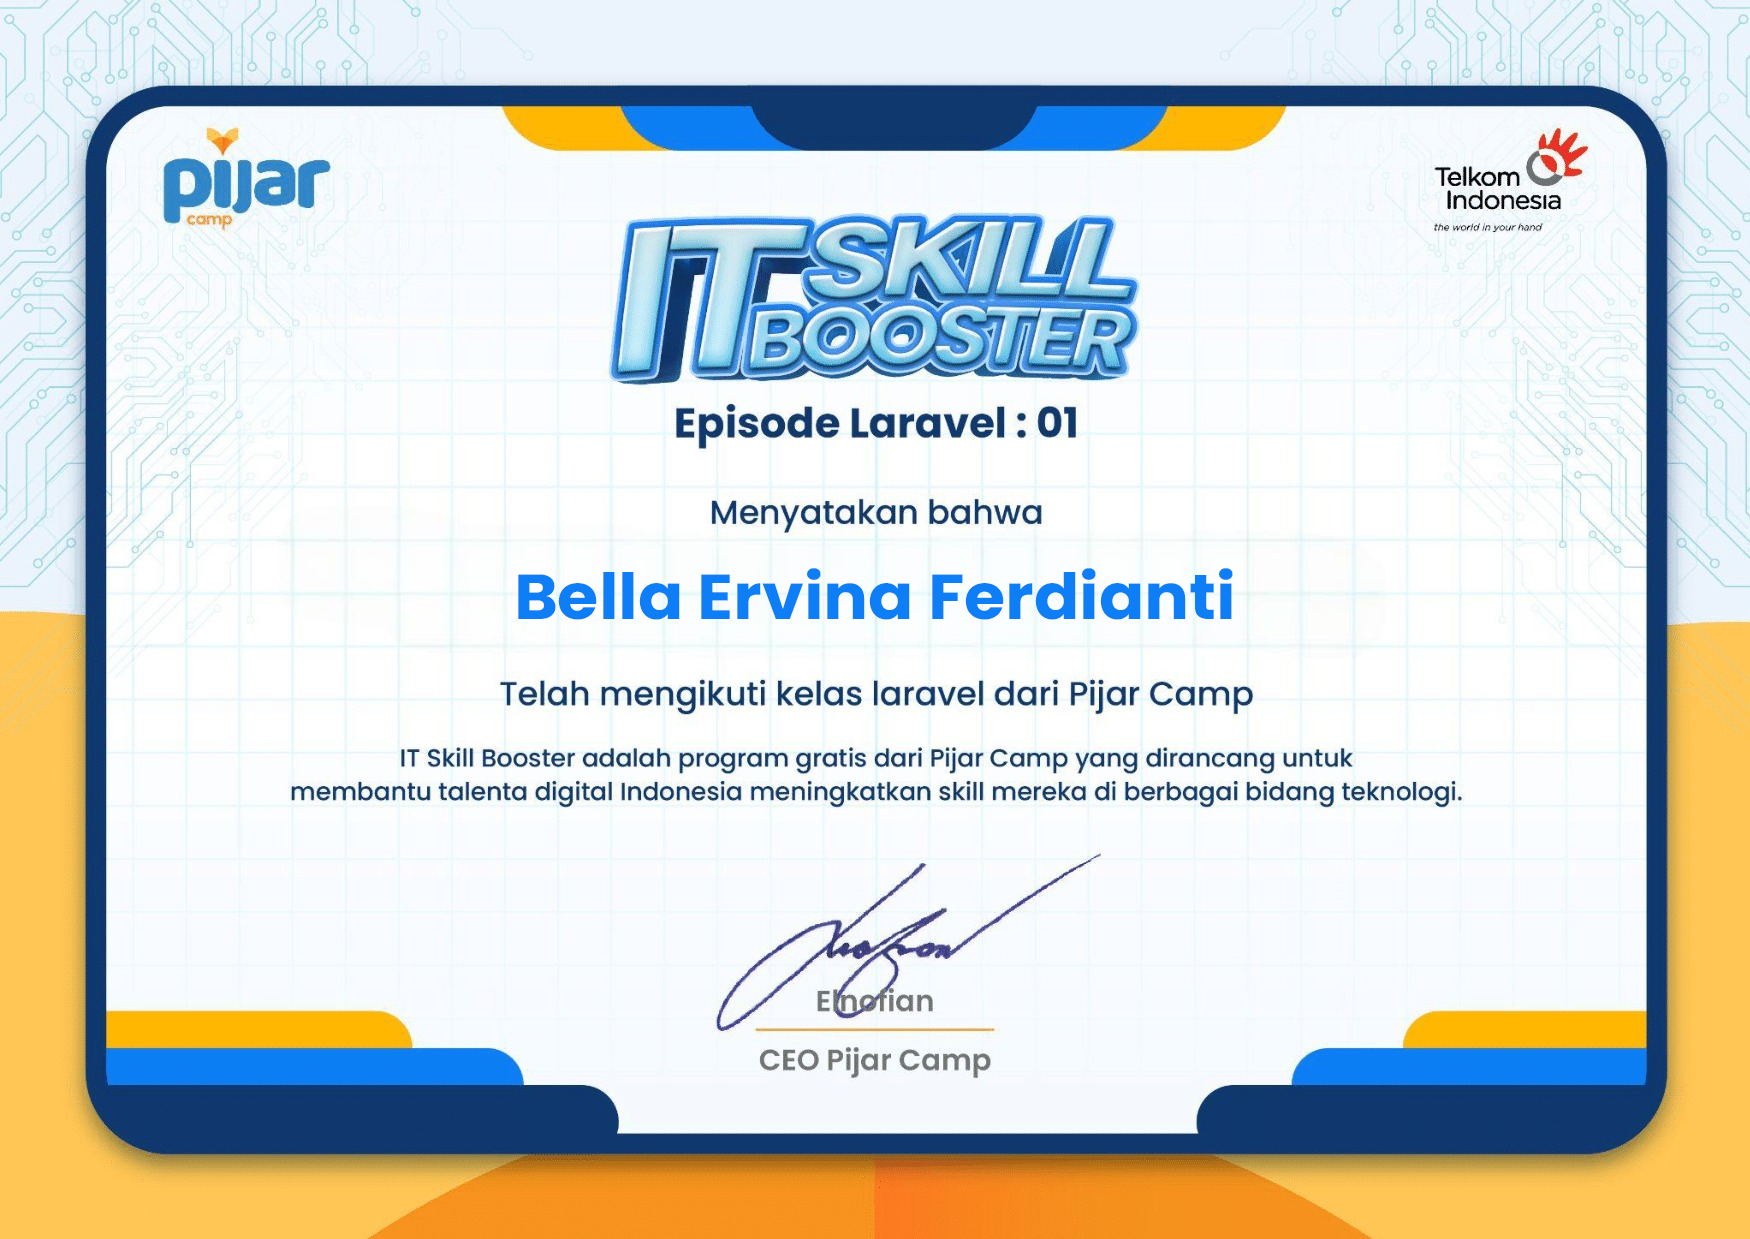 pijar
camp
Telkom
Indonesia
the world in your hand
IT SKILL
BOOSTER
Episode Laravel : 01
Menyatakan bahwa
Bella Ervina Ferdianti
Telah mengikuti kelas laravel dari Pijar Camp
IT Skill Booster adalah program gratis dari Pijar Camp yang dirancang untuk
membantu talenta digital Indonesia meningkatkan skill mereka di berbagai bidang teknologi.
Elnofian
CEO Pijar Camp